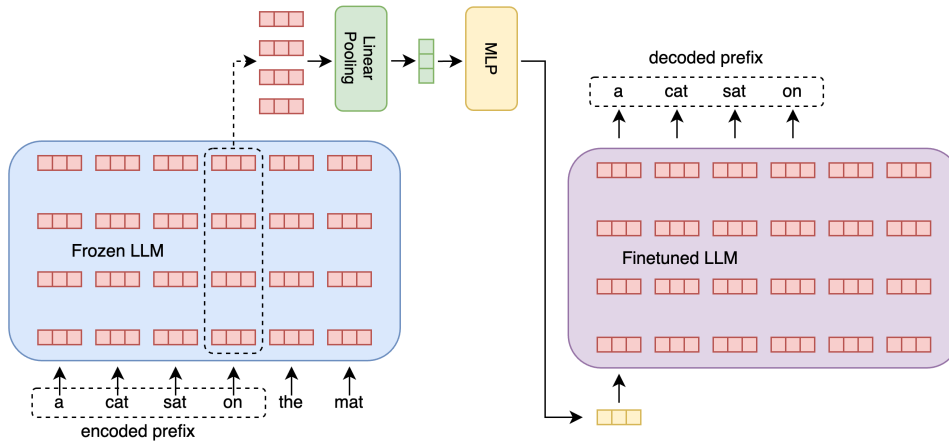 Linear
Pooling
MLP
decoded prefix
a cat sat on
Frozen LLM
Finetuned LLM
a cat sat on the mat
encoded prefix